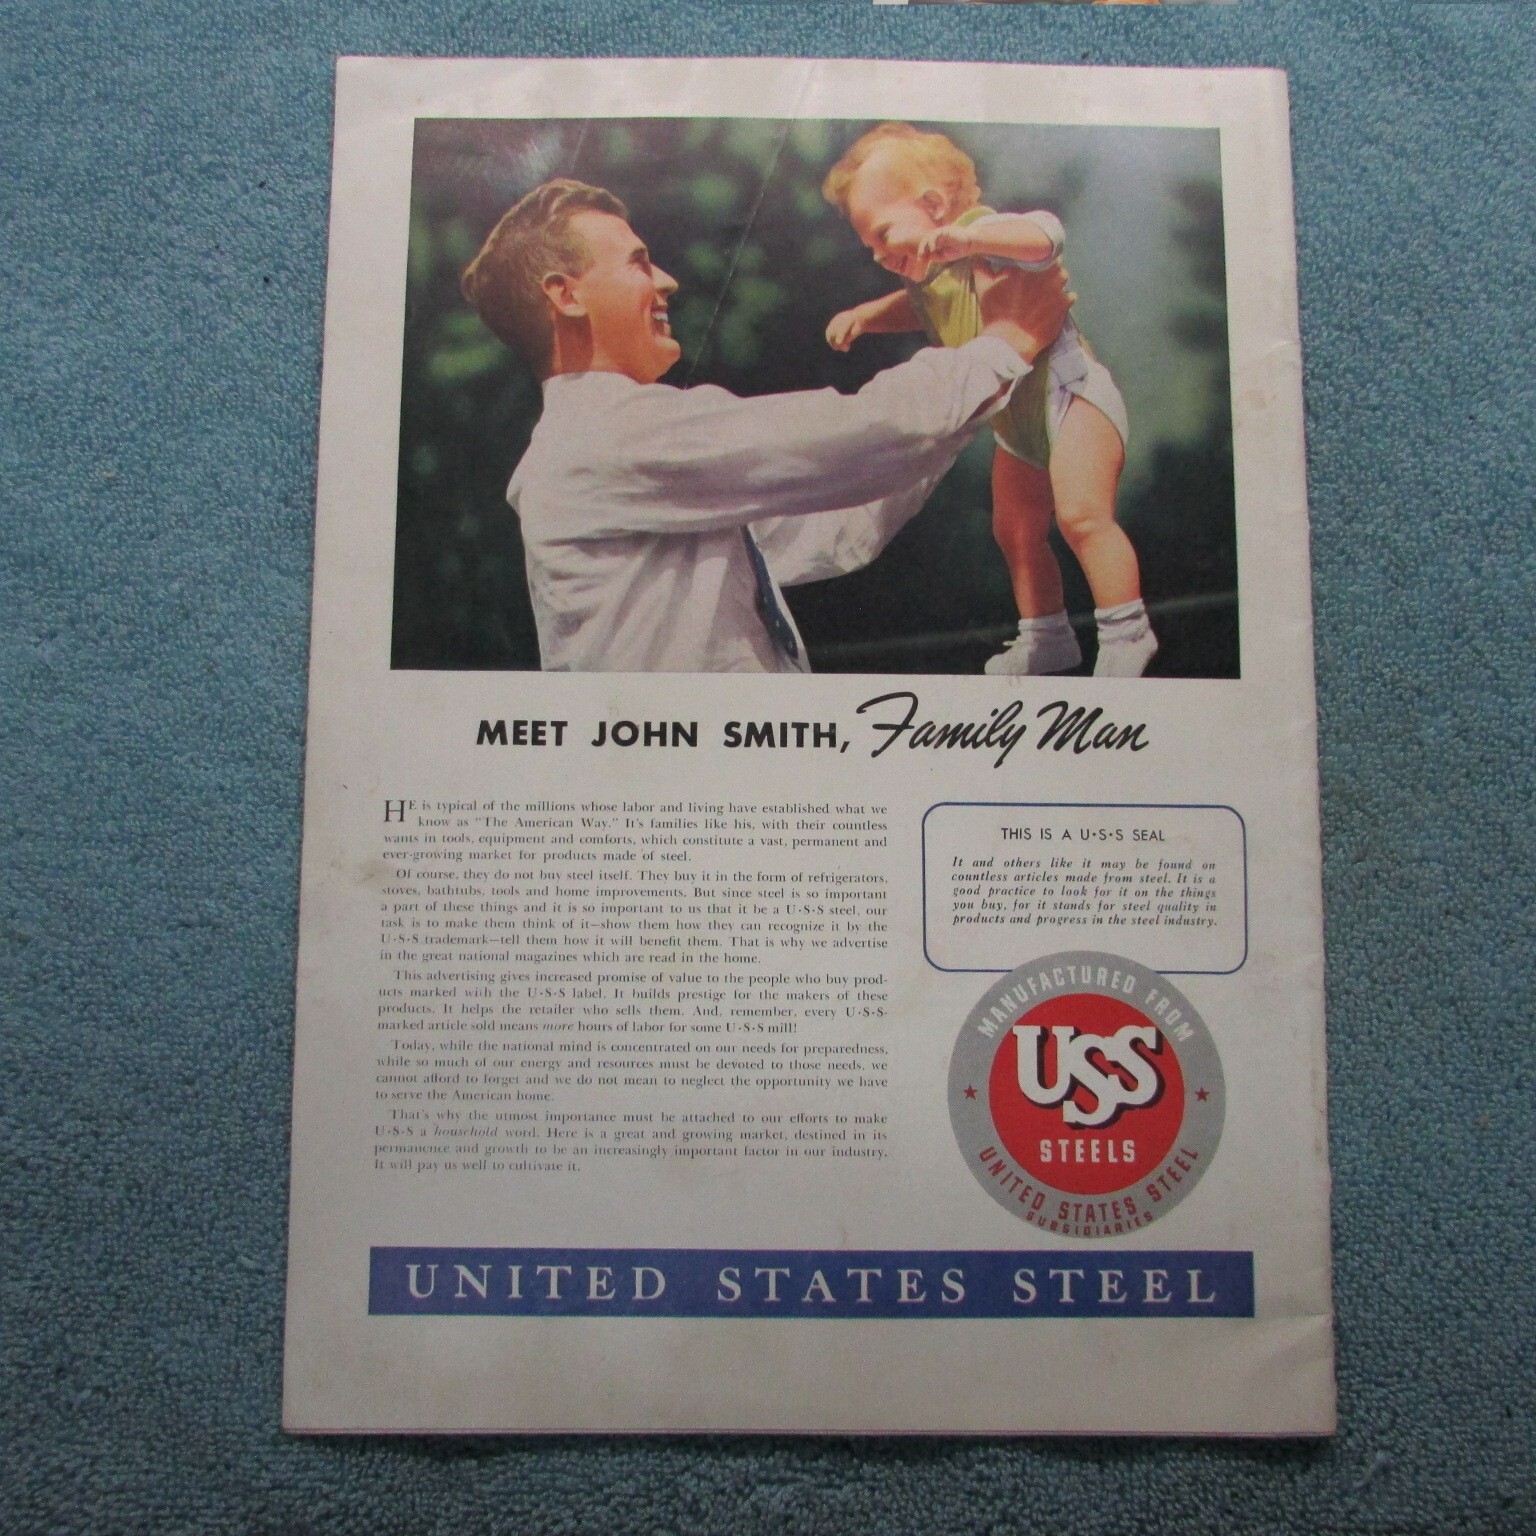 MEET JOHN SMITH, Family Man
HE is typical of the millions whose labor and living have established what we
know as "The American Way." It's families like his, with their countless
wants in tools, equipment and comforts, which constitute a vast, permanent and
ever-growing market for products made of steel.
Of course, they do not buy steel itself. They buy it in the form of refrigerators,
stoves, bathtubs, tools and home improvements. But since steel is so important
a part of these things and it is so important to us that it be a U·S·S steel, our
task is to make them think of it—show them how they can recognize it by the
U·S·S trademark—tell them how it will benefit them. That is why we advertise
in the great national magazines which are read in the home.
This advertising gives increased promise of value to the people who buy prod-
ucts marked with the U·S·S label. It builds prestige for the makers of these
products. It helps the retailer who sells them. And, remember, every U·S·S-
marked article sold means more hours of labor for some U·S·S mill!
Today, while the national mind is concentrated on our needs for preparedness,
while so much of our energy and resources must be devoted to those needs, we
cannot afford to forget and we do not mean to neglect the opportunity we have
to serve the American home.
That's why the utmost importance must be attached to our efforts to make
U·S·S a household word. Here is a great and growing market, destined in its
permanence and growth to be an increasingly important factor in our industry.
It will pay us well to cultivate it.
THIS IS A U·S·S SEAL
It and others like it may be found on
countless articles made from steel. It is a
good practice to look for it on the things
you buy, for it stands for steel quality in
products and progress in the steel industry.
MANUFACTURED FROM
USS
STEELS
UNITED STATES STEEL
SUBSIDIARIES
UNITED STATES STEEL